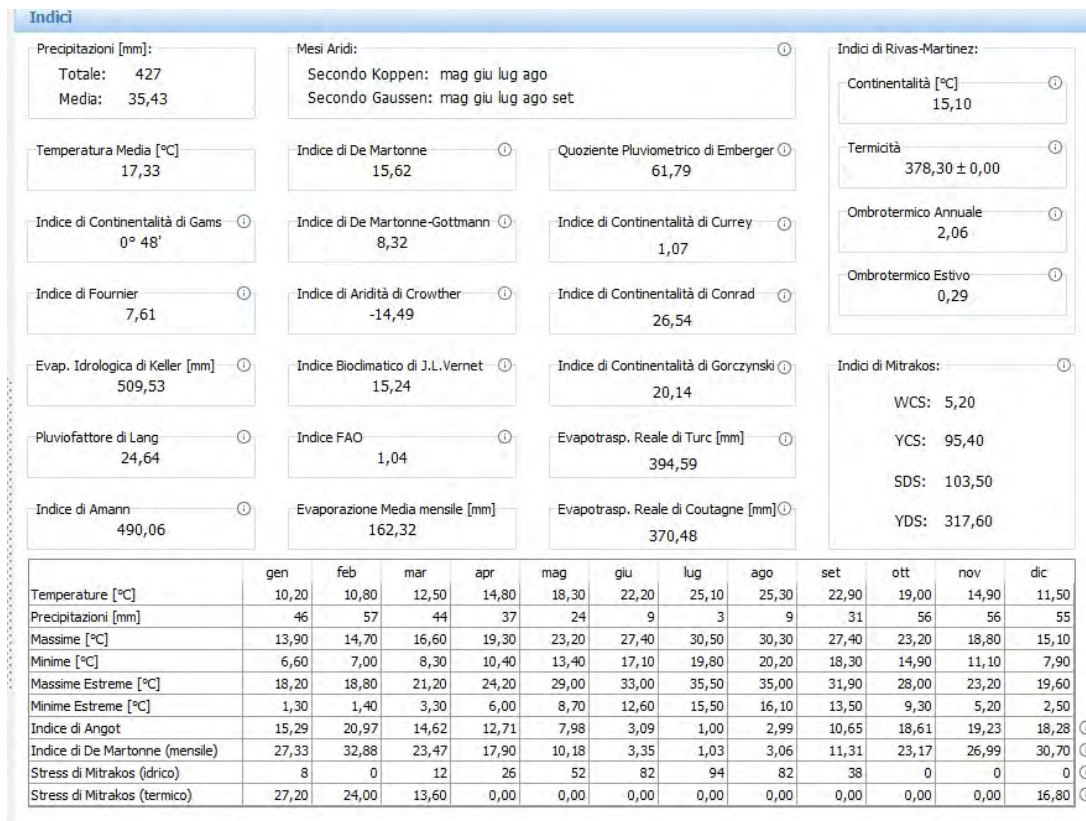 Indici
Precipitazioni [mm]:
Totale: 427
Media: 35,43
Mesi Aridi:
Secondo Koppen: mag giu lug ago
Secondo Gaussen: mag giu lug ago set
Indici di Rivas-Martinez:
Continentalità [°C]
15,10
Termicità
378,30 ± 0,00
Ombrotermico Annuale
2,06
Ombrotermico Estivo
0,29
Temperatura Media [°C]
17,33
Indice di De Martonne
15,62
Quoziente Pluviometrico di Emberger
61,79
Indice di Continentalità di Gams
0° 48'
Indice di De Martonne-Gottmann
8,32
Indice di Continentalità di Currey
1,07
Indice di Fournier
7,61
Indice di Aridità di Crowther
-14,49
Indice di Continentalità di Conrad
26,54
Evap. Idrologica di Keller [mm]
509,53
Indice Bioclimatico di J.L.Vernet
15,24
Indice di Continentalità di Gorczynski
20,14
Indici di Mitrakos:
WCS: 5,20
YCS: 95,40
SDS: 103,50
YDS: 317,60
Pluviofattore di Lang
24,64
Indice FAO
1,04
Evapotrasp. Reale di Turc [mm]
394,59
Indice di Amann
490,06
Evaporazione Media mensile [mm]
162,32
Evapotrasp. Reale di Coutagne [mm]
370,48
gen feb mar apr mag giu lug ago set ott nov dic
Temperature [°C] 10,20 10,80 12,50 14,80 18,30 22,20 25,10 25,30 22,90 19,00 14,90 11,50
Precipitazioni [mm] 46 57 44 37 24 9 3 9 31 56 56 55
Massime [°C] 13,90 14,70 16,60 19,30 23,20 27,40 30,50 30,30 27,40 23,20 18,80 15,10
Minime [°C] 6,60 7,00 8,30 10,40 13,40 17,10 19,80 20,20 18,30 14,90 11,10 7,90
Massime Estreme [°C] 18,20 18,80 21,20 24,20 29,00 33,00 35,50 35,00 31,90 28,00 23,20 19,60
Minime Estreme [°C] 1,30 1,40 3,30 6,00 8,70 12,60 15,50 16,10 13,50 9,30 5,20 2,50
Indice di Angot 15,29 20,97 14,62 12,71 7,98 3,09 1,00 2,99 10,65 18,61 19,23 18,28
Indice di De Martonne (mensile) 27,33 32,88 23,47 17,90 10,18 3,35 1,03 3,06 11,31 23,17 26,99 30,70
Stress di Mitrakos (idrico) 8 0 12 26 52 82 94 82 38 0 0 0
Stress di Mitrakos (termico) 27,20 24,00 13,60 0,00 0,00 0,00 0,00 0,00 0,00 0,00 0,00 16,80